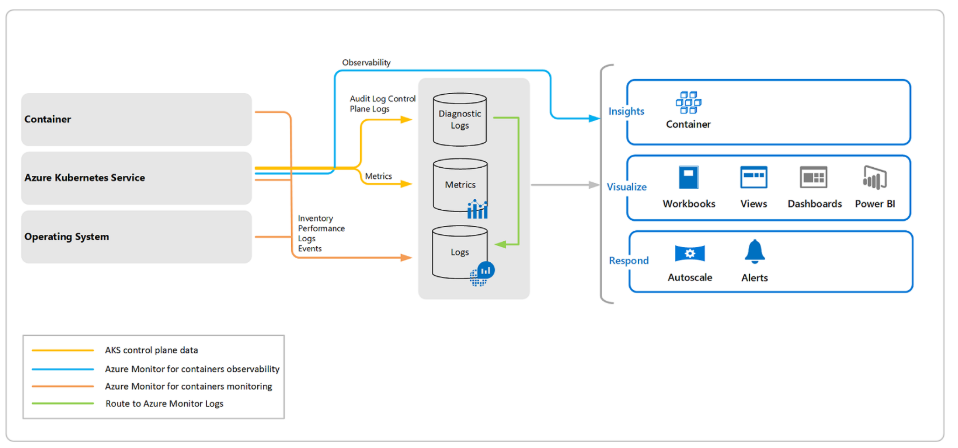 Observability
Audit Log Control
Plane Logs
Container
Azure Kubernetes Service
Operating System
Metrics
Inventory
Performance
Logs
Events
Diagnostic
Logs
Metrics
Logs
Insights
Container
Visualize
Workbooks Views Dashboards Power BI
Respond
Autoscale Alerts
AKS control plane data
Azure Monitor for containers observability
Azure Monitor for containers monitoring
Route to Azure Monitor Logs